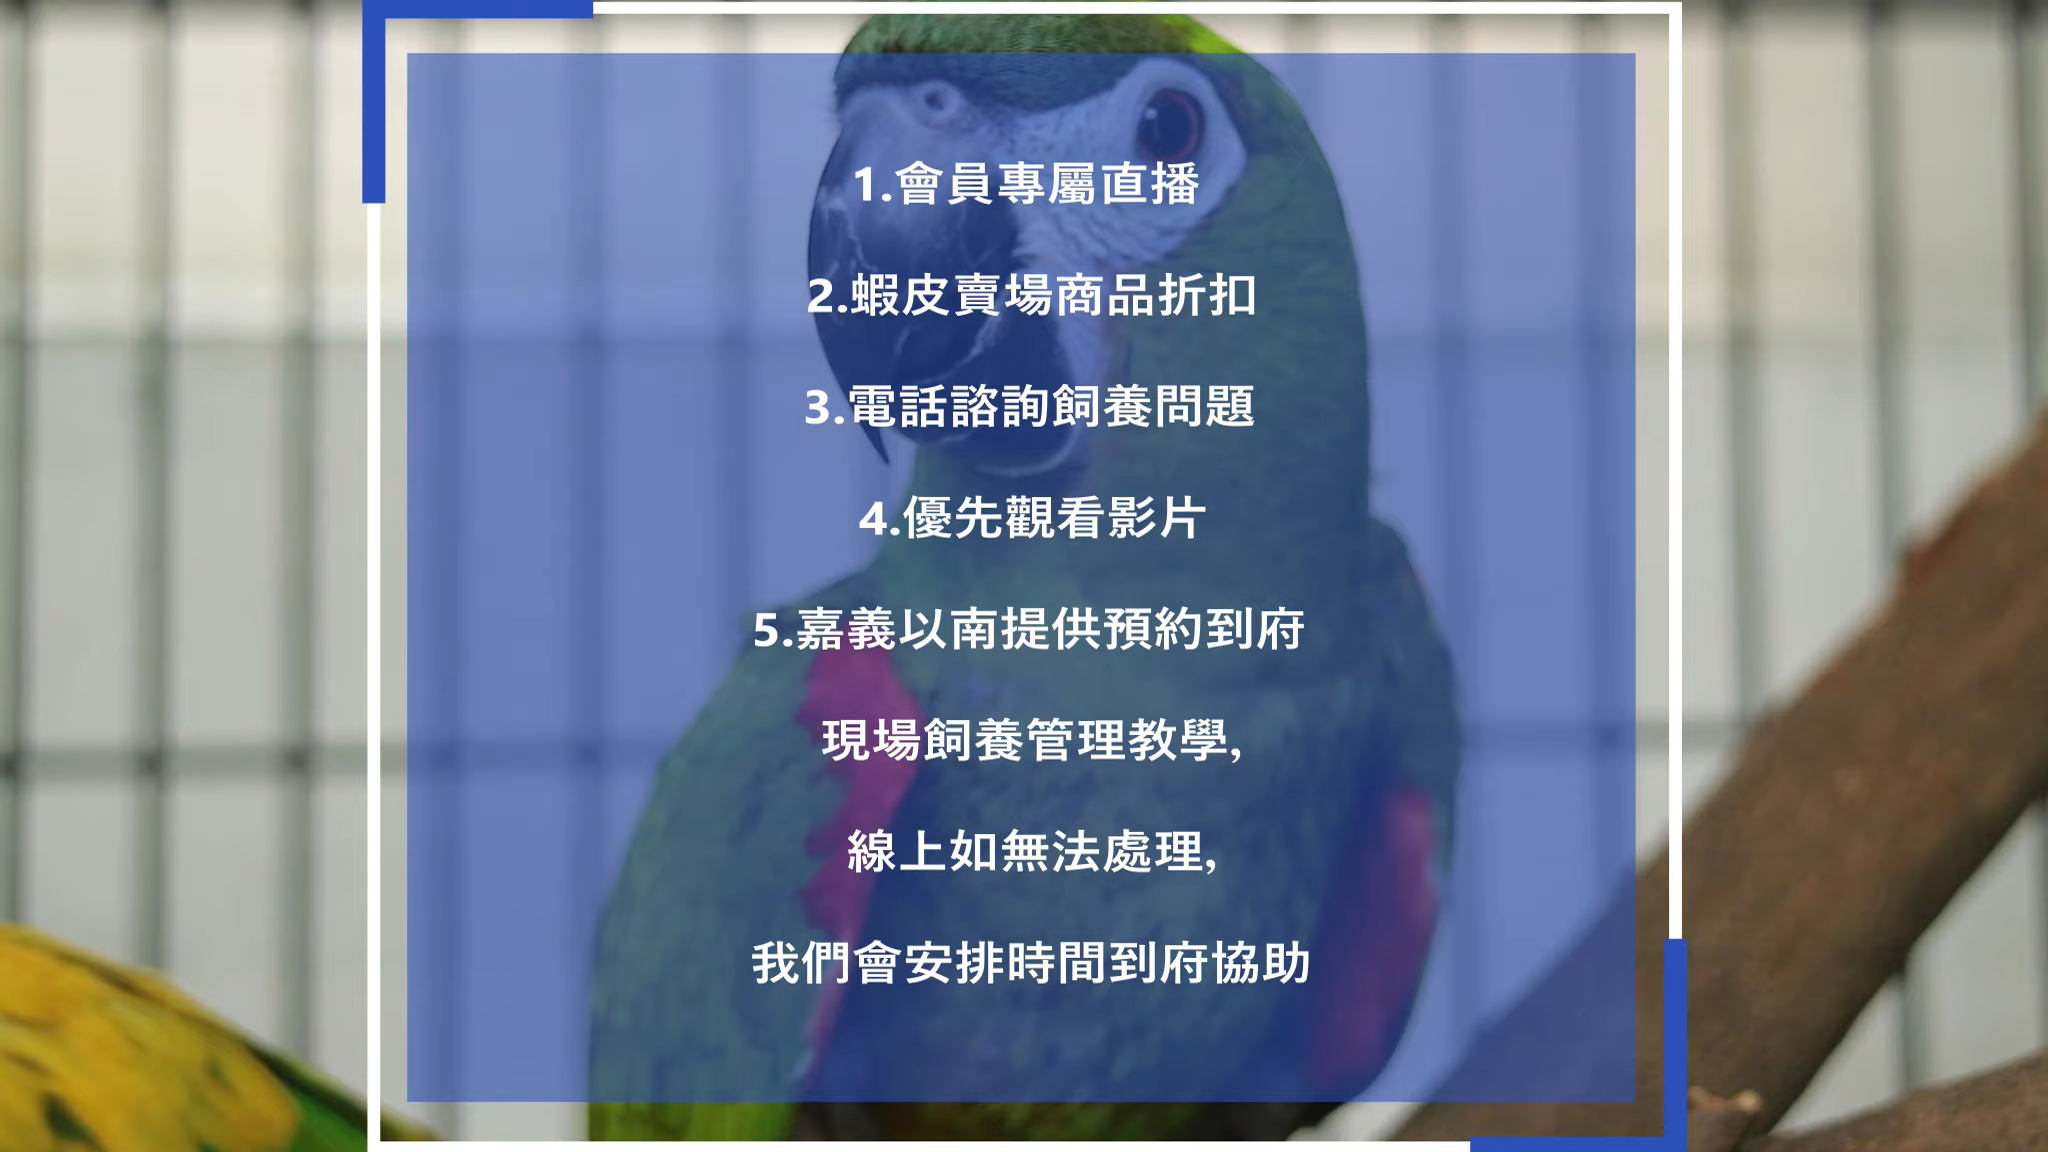 1.會員專屬直播
2.蝦皮賣場商品折扣
3.電話諮詢飼養問題
4.優先觀看影片
5.嘉義以南提供預約到府
現場飼養管理教學,
線上如無法處理,
我們會安排時間到府協助